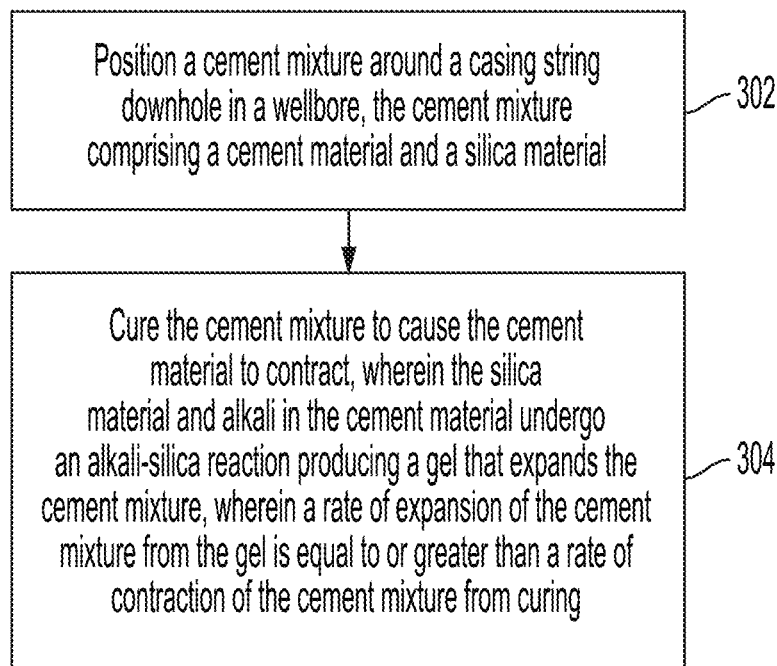 Position a cement mixture around a casing string
downhole in a wellbore, the cement mixture
comprising a cement material and a silica material
302
Cure the cement mixture to cause the cement
material to contract, wherein the silica
material and alkali in the cement material undergo
an alkali-silica reaction producing a gel that expands the
cement mixture, wherein a rate of expansion of the cement
mixture from the gel is equal to or greater than a rate of
contraction of the cement mixture from curing
304